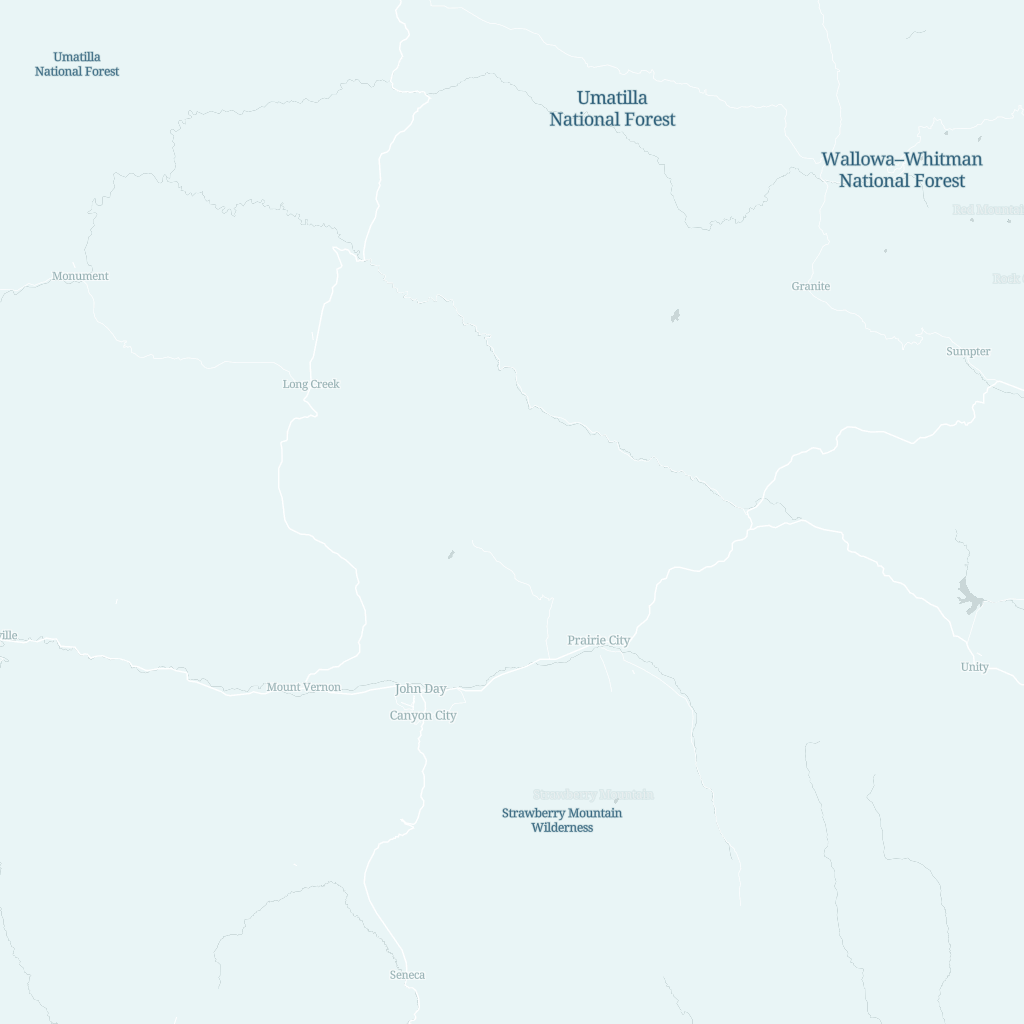 Umatilla
National Forest
Umatilla
National Forest
Wallowa–Whitman
National Forest
Monument
Granite
Sumpter
Long Creek
Prairie City
Unity
Mount Vernon
John Day
Canyon City
Strawberry Mountain
Strawberry Mountain
Wilderness
Seneca